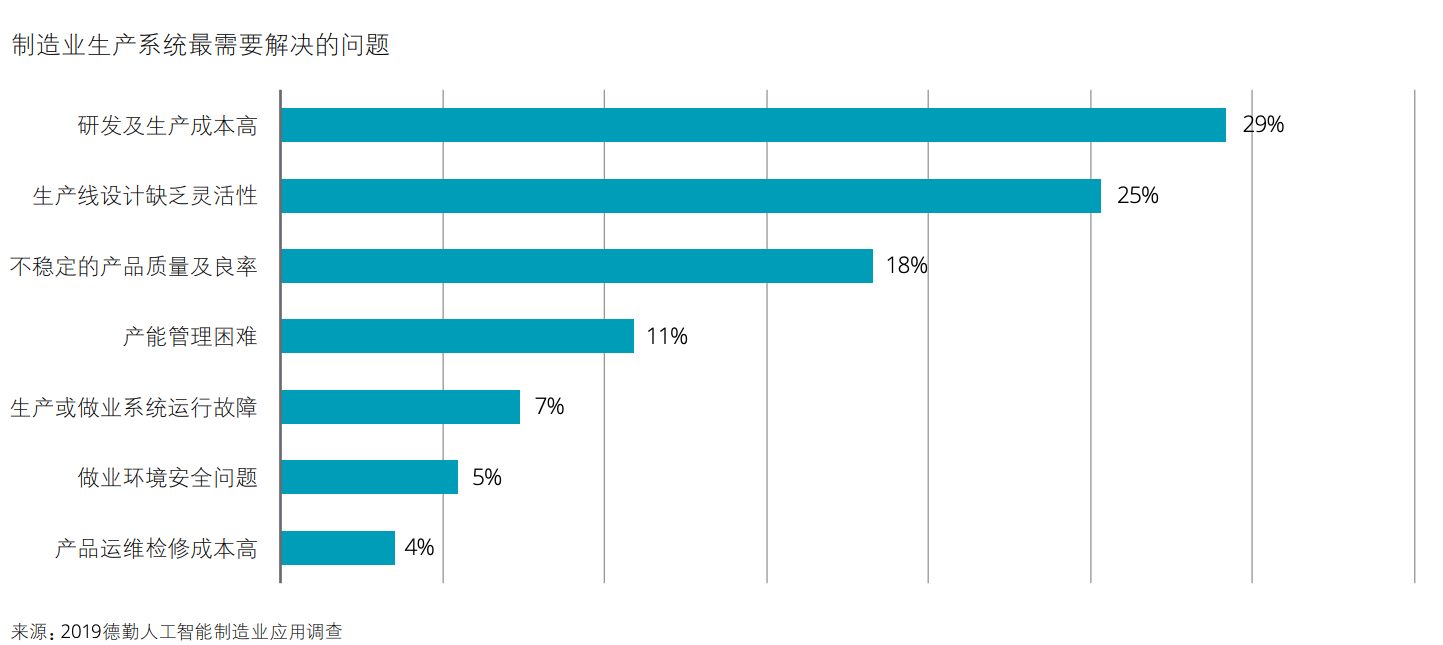 制造业生产系统最需要解决的问题
研发及生产成本高 29%
生产线设计缺乏灵活性 25%
不稳定的产品质量及良率 18%
产能管理困难 11%
生产或做业系统运行故障 7%
做业环境安全问题 5%
产品运维检修成本高 4%
来源：2019德勤人工智能制造业应用调查